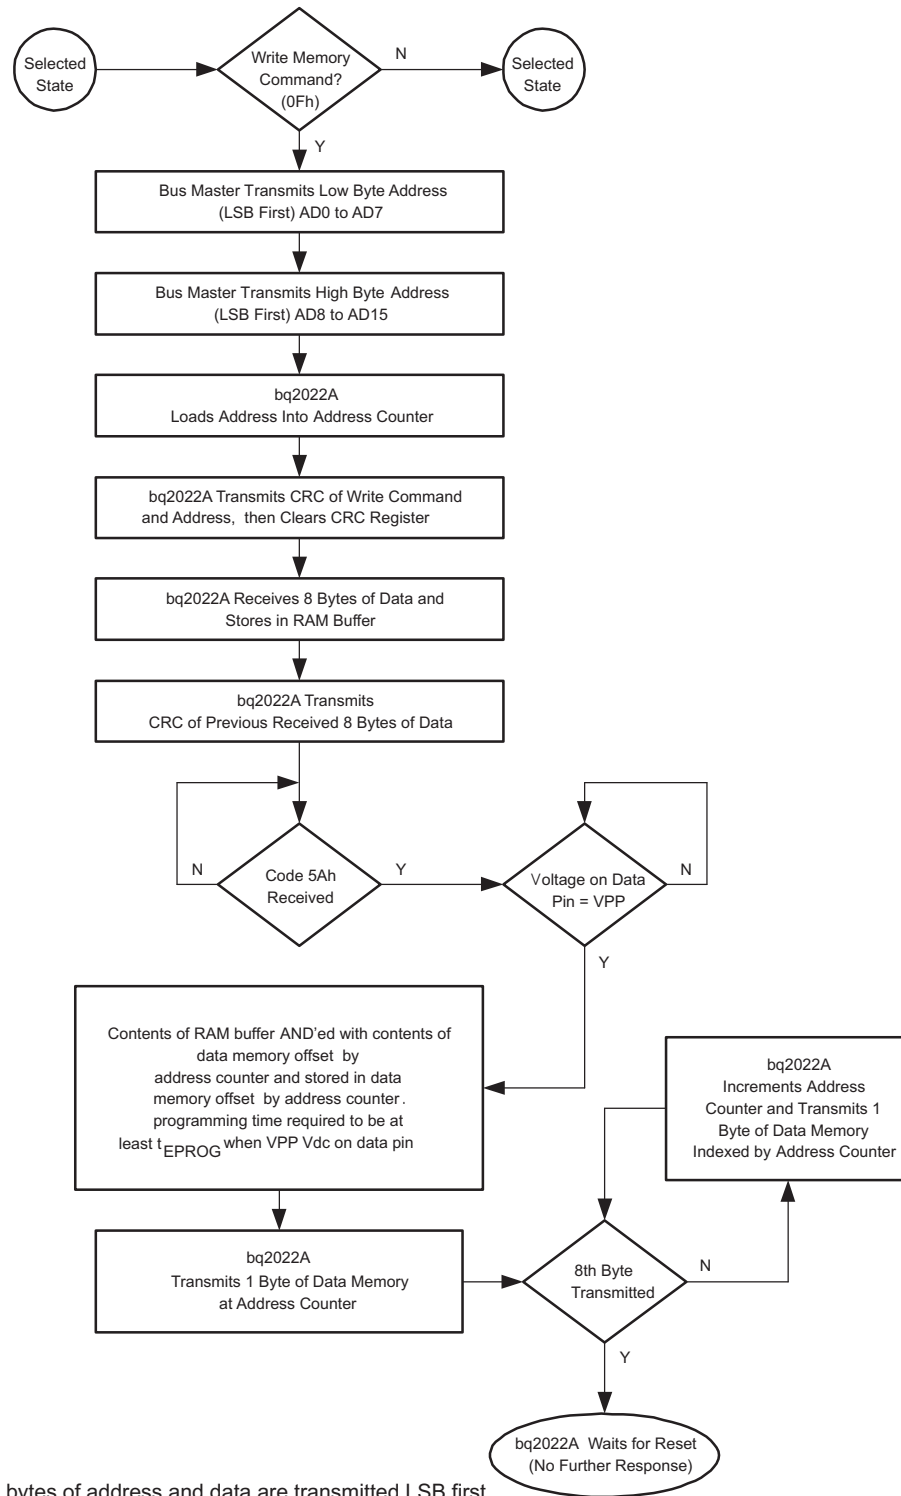 Selected
State
Write Memory
Command?
(0Fh)
N
Selected
State
Y
Bus Master Transmits Low Byte Address
(LSB First) AD0 to AD7
Bus Master Transmits High Byte Address
(LSB First) AD8 to AD15
bq2022A
Loads Address Into Address Counter
bq2022A Transmits CRC of Write Command
and Address, then Clears CRC Register
bq2022A Receives 8 Bytes of Data and
Stores in RAM Buffer
bq2022A Transmits
CRC of Previous Received 8 Bytes of Data
N
Code 5Ah
Received
Y
Voltage on Data
Pin = VPP
N
Y
Contents of RAM buffer AND'ed with contents of
data memory offset by
address counter and stored in data
memory offset by address counter.
programming time required to be at
least tEPROG when VPP Vdc on data pin
bq2022A
Increments Address
Counter and Transmits 1
Byte of Data Memory
Indexed by Address Counter
bq2022A
Transmits 1 Byte of Data Memory
at Address Counter
8th Byte
Transmitted
N
Y
bq2022A Waits for Reset
(No Further Response)
bytes of address and data are transmitted LSB first